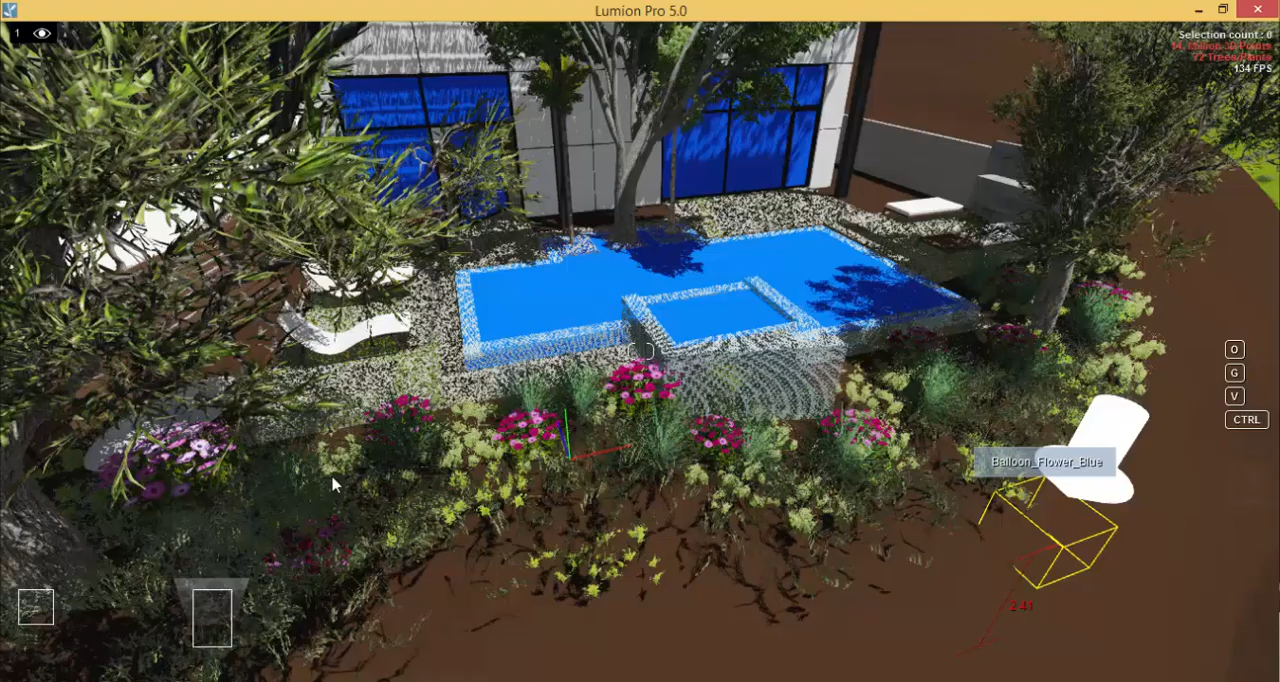 Lumion Pro 5.0
1
Selection count : 0
72 Trees/Plants
134 FPS
O
G
V
CTRL
Balloon_Flower_Blue
2.41